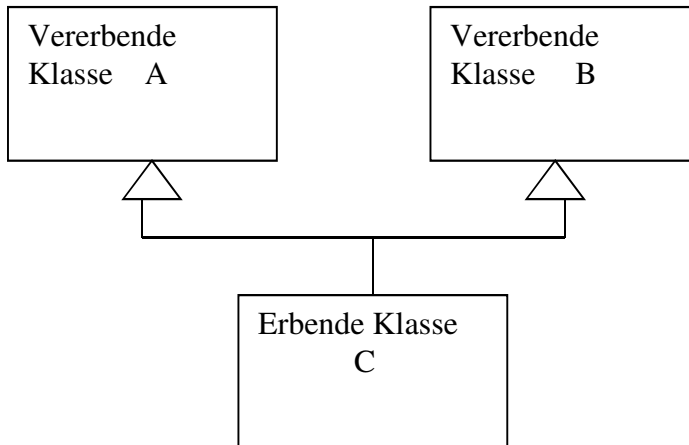 Vererbende
Klasse A
Vererbende
Klasse B
Erbende Klasse
C